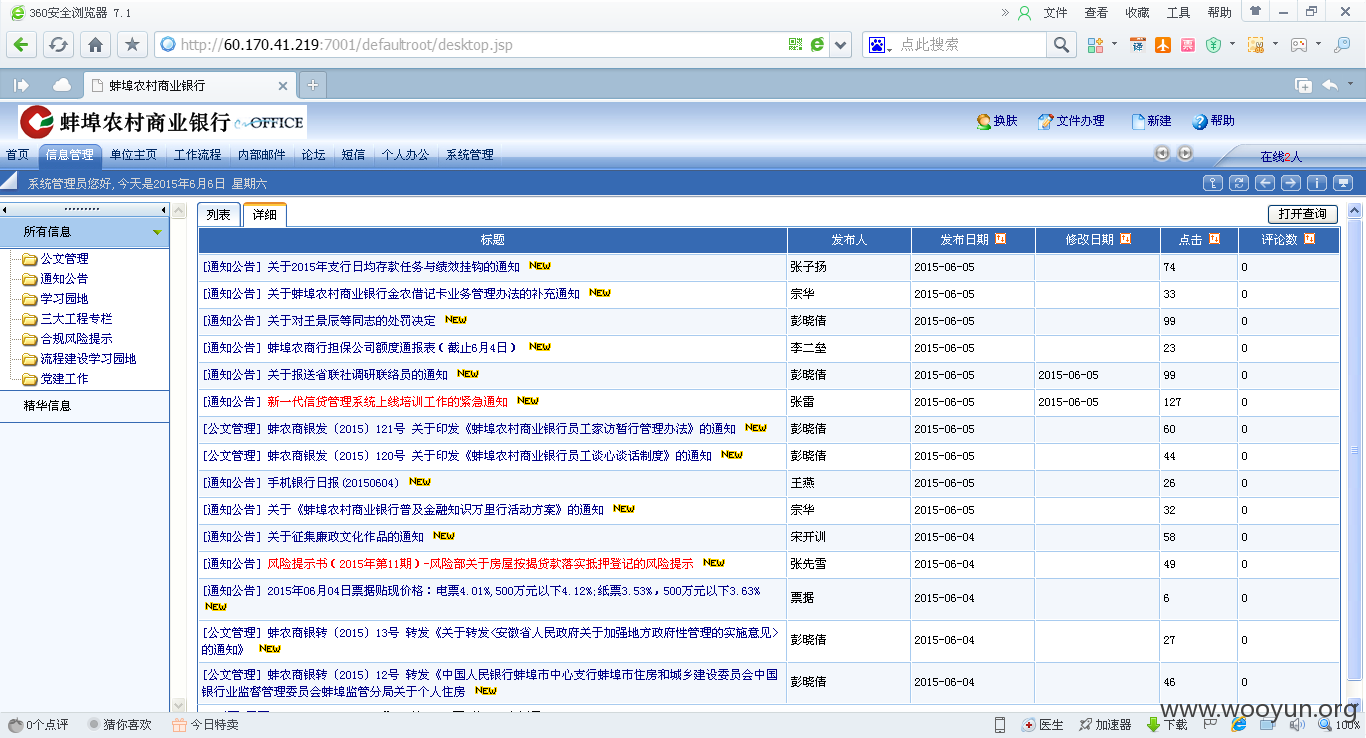 360安全浏览器 7.1
文件 查看 收藏 工具 帮助
http://60.170.41.219:7001/defaultroot/desktop.jsp
点此搜索
蚌埠农村商业银行
蚌埠农村商业银行 e-OFFICE
换肤 文件办理 新建 帮助
首页 信息管理 单位主页 工作流程 内部邮件 论坛 短信 个人办公 系统管理
在线2人
系统管理员您好,今天是2015年6月6日 星期六
所有信息
公文管理
通知公告
学习园地
三大工程专栏
合规风险提示
流程建设学习园地
党建工作
精华信息
列表 详细
打开查询
标题 发布人 发布日期 修改日期 点击 评论数
[通知公告] 关于2015年支行日均存款任务与绩效挂钩的通知 NEW 张子扬 2015-06-05 74 0
[通知公告] 关于蚌埠农村商业银行金农借记卡业务管理办法的补充通知 NEW 宗华 2015-06-05 33 0
[通知公告] 关于对王景辰等同志的处罚决定 NEW 彭晓倩 2015-06-05 99 0
[通知公告] 蚌埠农商行担保公司额度通报表（截止6月4日） NEW 李二垒 2015-06-05 23 0
[通知公告] 关于报送省联社调研联络员的通知 NEW 彭晓倩 2015-06-05 2015-06-05 99 0
[通知公告] 新一代信贷管理系统上线培训工作的紧急通知 NEW 张雷 2015-06-05 2015-06-05 127 0
[公文管理] 蚌农商银发〔2015〕121号 关于印发《蚌埠农村商业银行员工家访暂行管理办法》的通知 NEW 彭晓倩 2015-06-05 60 0
[公文管理] 蚌农商银发〔2015〕120号 关于印发《蚌埠农村商业银行员工谈心谈话制度》的通知 NEW 彭晓倩 2015-06-05 44 0
[通知公告] 手机银行日报(20150604) NEW 王燕 2015-06-05 26 0
[通知公告] 关于《蚌埠农村商业银行普及金融知识万里行活动方案》的通知 NEW 宗华 2015-06-05 32 0
[通知公告] 关于征集廉政文化作品的通知 NEW 宋开训 2015-06-04 58 0
[通知公告] 风险提示书（2015年第11期）-风险部关于房屋按揭贷款落实抵押登记的风险提示 NEW 张先雪 2015-06-04 49 0
[通知公告] 2015年06月04日票据贴现价格：电票4.01%,500万元以下4.12%;纸票3.53%，500万元以下3.63%
NEW 票据 2015-06-04 6 0
[公文管理] 蚌农商银转〔2015〕13号 转发《关于转发<安徽省人民政府关于加强地方政府性管理的实施意见>
的通知》 NEW 彭晓倩 2015-06-04 27 0
[公文管理] 蚌农商银转〔2015〕12号 转发《中国人民银行蚌埠市中心支行蚌埠市住房和城乡建设委员会中国
银行业监督管理委员会蚌埠监管分局关于个人住房 NEW 彭晓倩 2015-06-04 46 0
www.wooyun.org
0个点评 猜你喜欢 今日特卖 医生 加速器 下载 100%